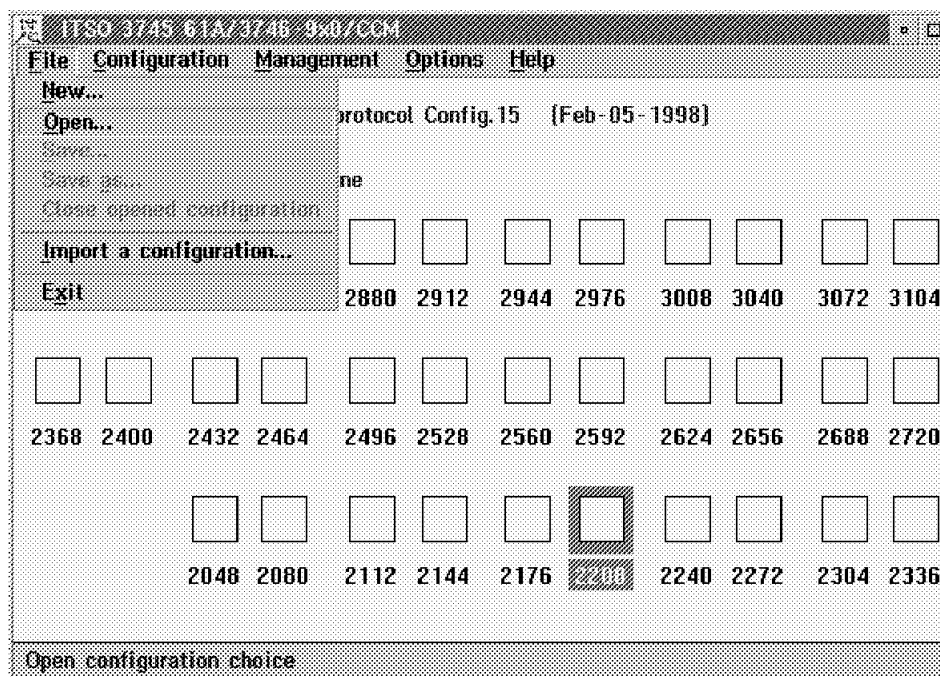 ITSO 3745 61A/3746 9x0/CCM
File Configuration Management Options Help
New...
Open...
rotocol Config.15 (Feb-05-1998)
Save...
Save as...
ne
Close opened configuration
Import a configuration...
Exit
2880 2912 2944 2976 3008 3040 3072 3104
2368 2400 2432 2464 2496 2528 2560 2592 2624 2656 2688 2720
2048 2080 2112 2144 2176 2208 2240 2272 2304 2336
Open configuration choice